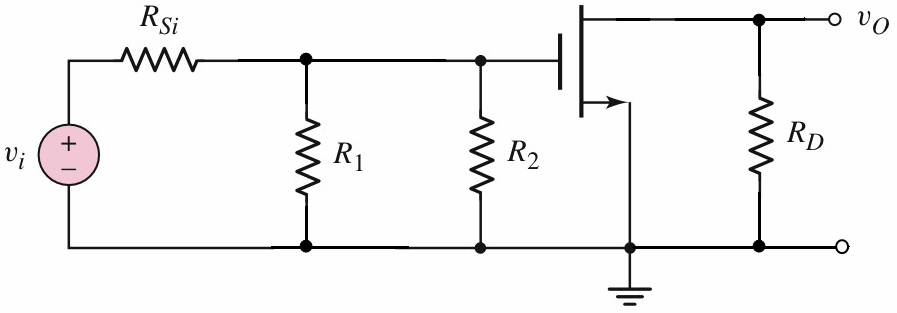 R_Si
v_O
+
−
v_i
R_1
R_2
R_D